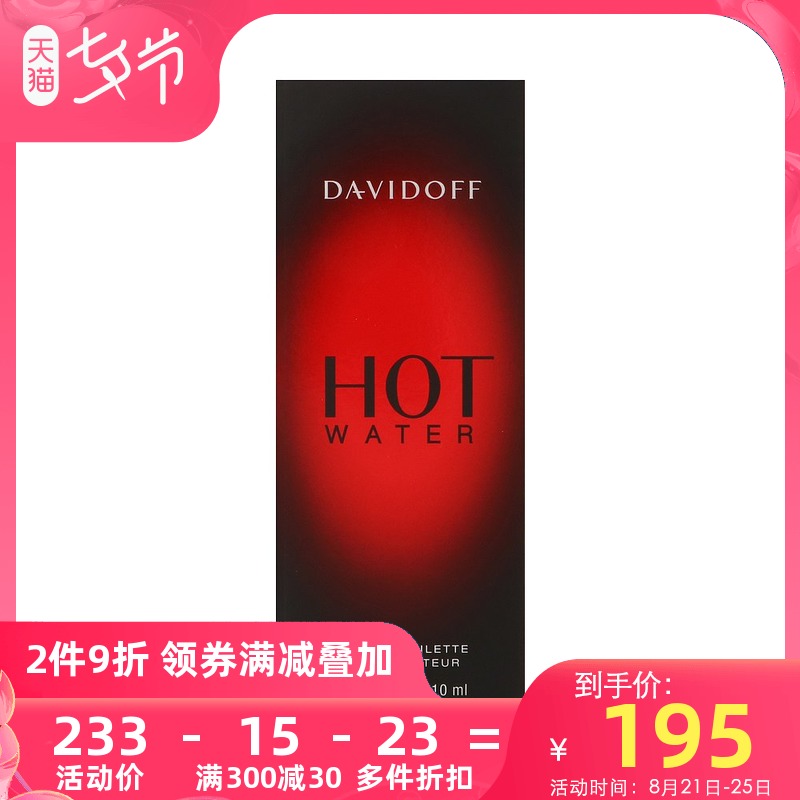 天猫
七夕节
DAVIDOFF
HOT
WATER
2件9折 领券满减叠加
10 ml
233 - 15 - 23 =
活动价 满300减30 多件折扣
到手价:
¥ 195
活动时间：8月21日-25日